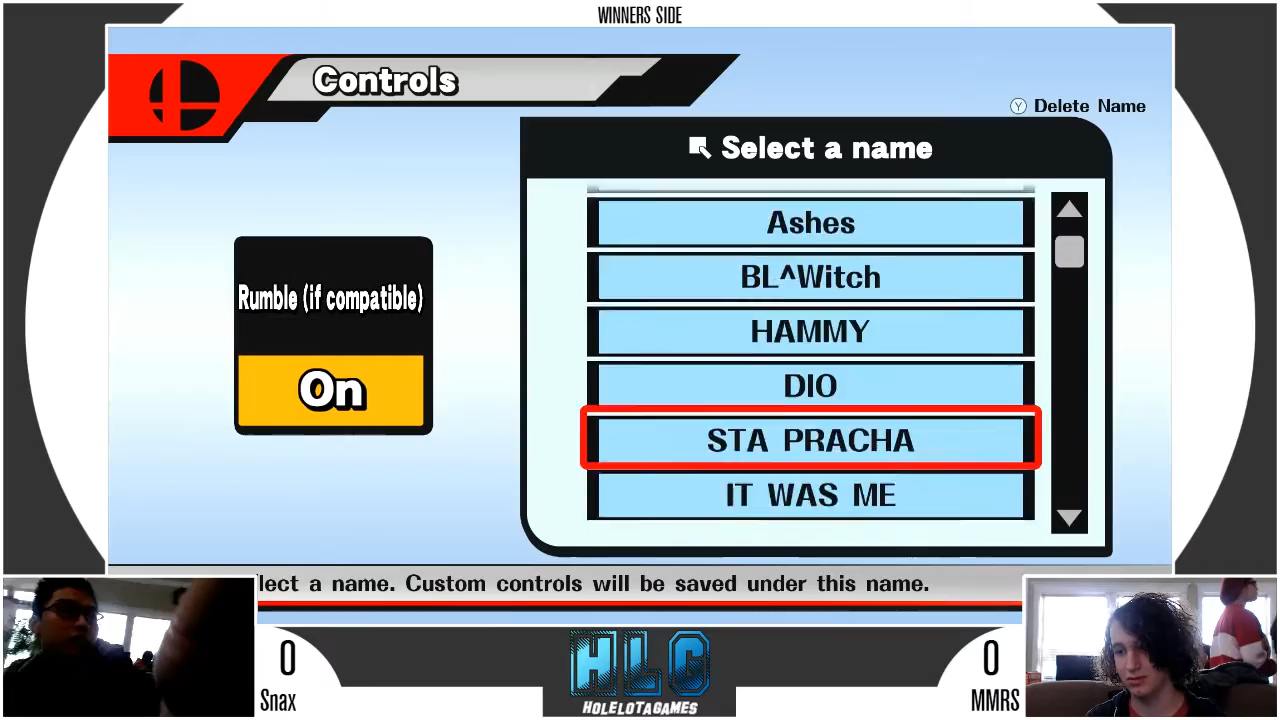 WINNERS SIDE
Controls
Y Delete Name
Select a name
Ashes
BL^Witch
HAMMY
Rumble (if compatible)
On
DIO
STA PRACHA
IT WAS ME
lect a name. Custom controls will be saved under this name.
0
Snax
HLG
HOLELOTAGAMES
0
MMRS